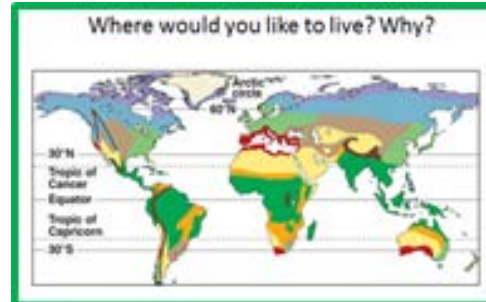 Where would you like to live? Why?
Arctic
circle
60°N
30°N
Tropic of
Cancer
Equator
Tropic of
Capricorn
30°S